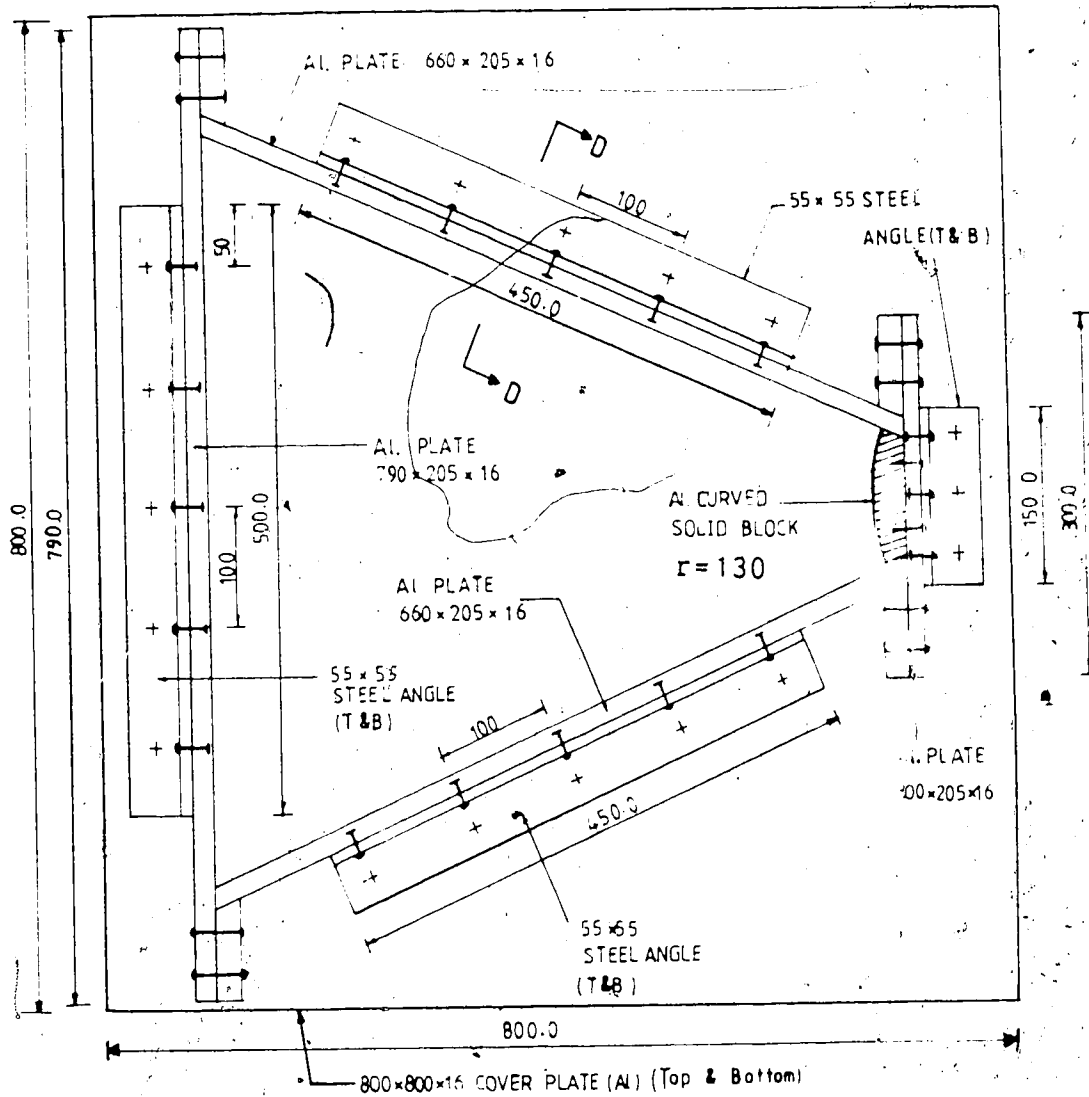 Al. PLATE 660 × 205 × 16
D
100
55 × 55 STEEL
ANGLE (T & B)
50
450.0
D
800.0
790.0
Al. PLATE
790 × 205 × 16
500.0
Al CURVED
SOLID BLOCK
r = 130
150.0
300.0
100
Al PLATE
660 × 205 × 16
55 × 55
STEEL ANGLE
(T & B)
100
PLATE
×205×16
450.0
55 × 55
STEEL ANGLE
(T & B)
800.0
800×800×16 COVER PLATE (Al) (Top & Bottom)